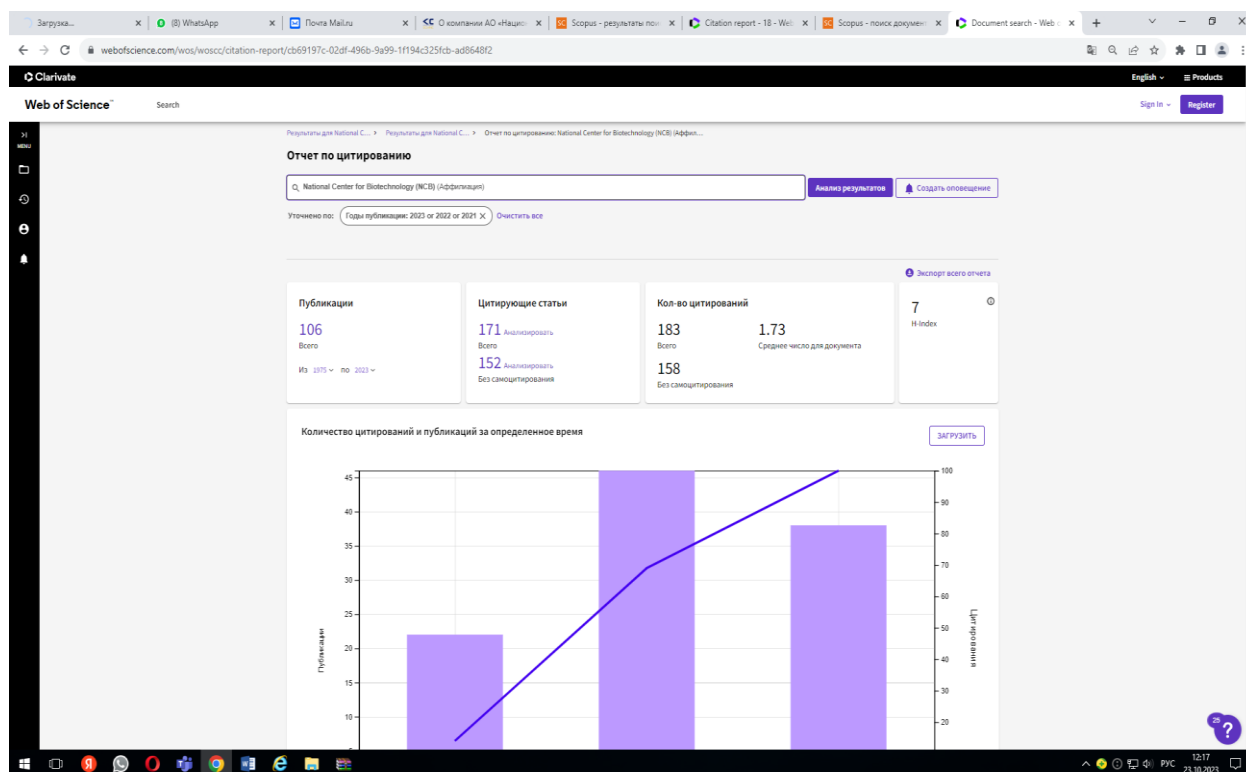 Загрузка...
(8) WhatsApp
Почта Mail.ru
О компании АО «Нацио
Scopus - результаты пои
Citation report - 18 - Web
Scopus - поиск документ
Document search - Web o
webofscience.com/wos/woscc/citation-report/cb69197c-02df-496b-9a99-1f194c325fcb-ad8648f2
Clarivate
English
Products
Web of Science™
Search
Sign In
Register
MENU
Результаты для National C... > Результаты для National C... > Отчет по цитированию: National Center for Biotechnology (NCB) (Аффил...
Отчет по цитированию
National Center for Biotechnology (NCB) (Аффилиация)
Анализ результатов
Создать оповещение
Уточнено по:
Годы публикации: 2023 or 2022 or 2021
Очистить все
Экспорт всего отчета
Публикации
106
Всего
Из 1975 по 2023
Цитирующие статьи
171 Анализировать
Всего
152 Анализировать
Без самоцитирования
Кол-во цитирований
183
Всего
1.73
Среднее число для документа
158
Без самоцитирования
7
H-Index
Количество цитирований и публикаций за определенное время
ЗАГРУЗИТЬ
45
40
35
30
25
20
15
10
Публикации
100
90
80
70
60
50
40
30
20
Цитирования
25
?
РУС
12:17
23.10.2023